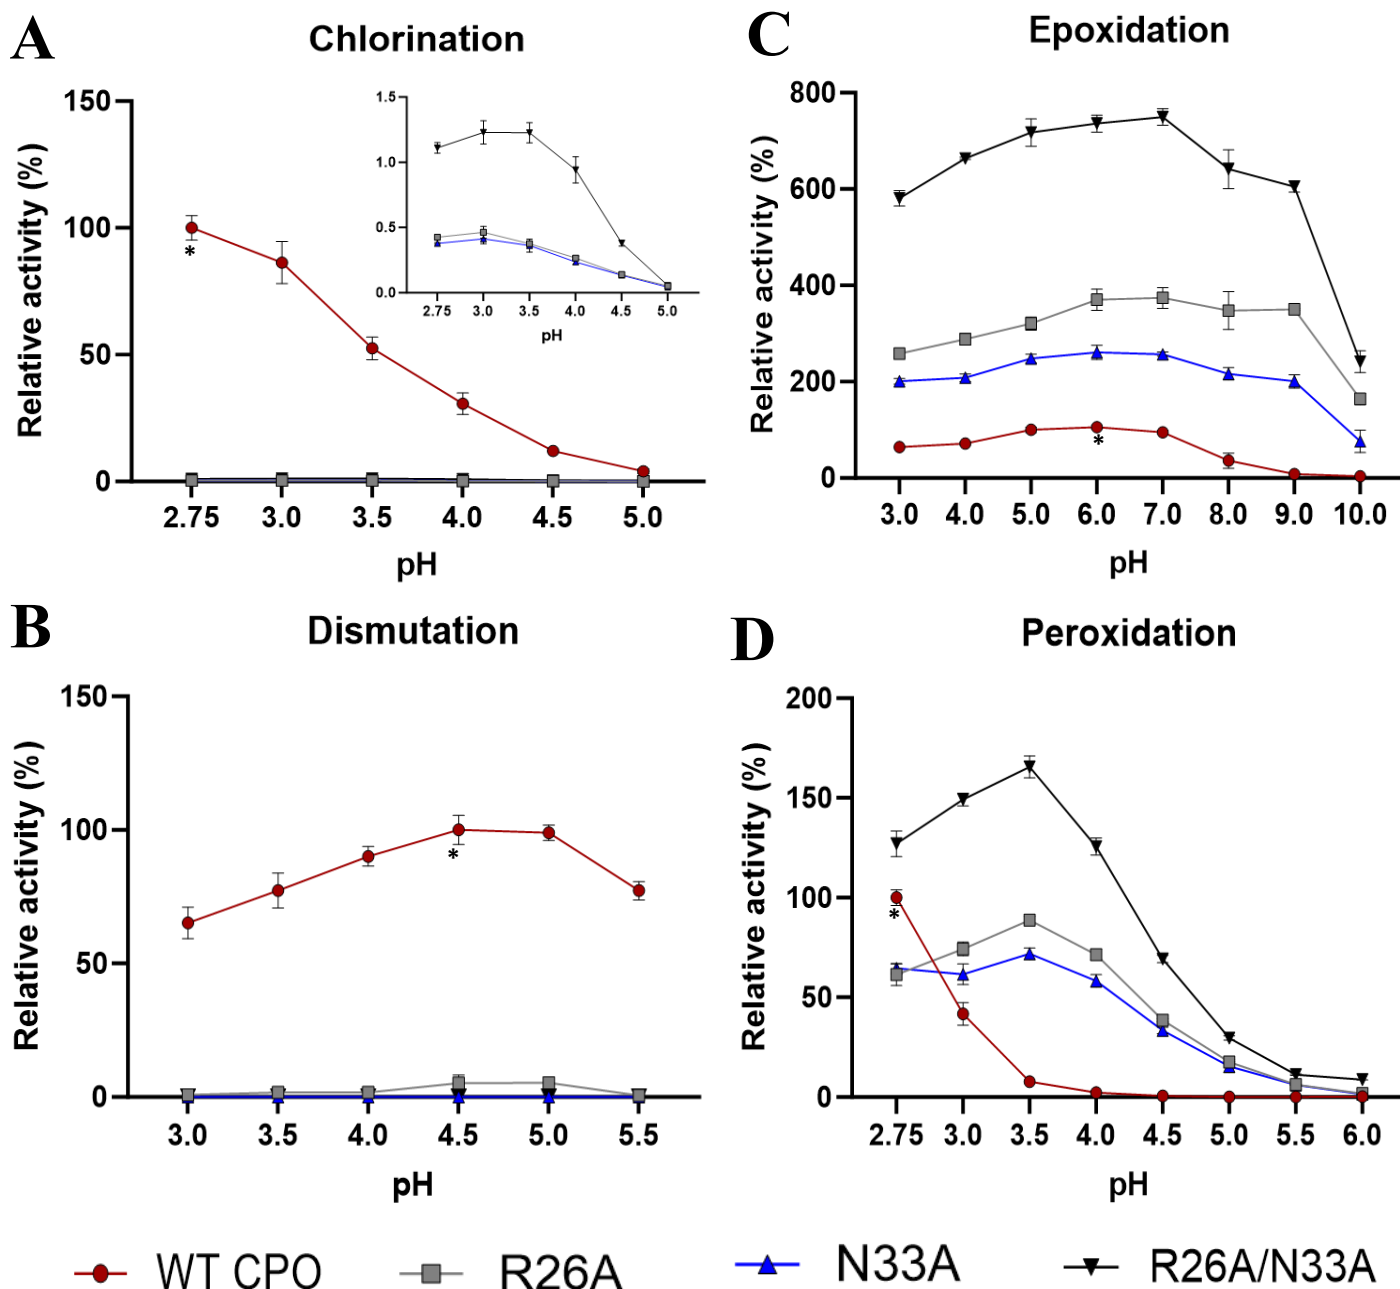 A
Chlorination
Relative activity (%)
150
100
50
0
2.75 3.0 3.5 4.0 4.5 5.0
pH
*
1.5
1.0
0.5
0.0
2.75 3.0 3.5 4.0 4.5 5.0
pH
C
Epoxidation
Relative activity (%)
800
600
400
200
0
3.0 4.0 5.0 6.0 7.0 8.0 9.0 10.0
pH
*
B
Dismutation
Relative activity (%)
150
100
50
0
3.0 3.5 4.0 4.5 5.0 5.5
pH
*
D
Peroxidation
Relative activity (%)
200
150
100
50
0
2.75 3.0 3.5 4.0 4.5 5.0 5.5 6.0
pH
*
WT CPO R26A N33A R26A/N33A